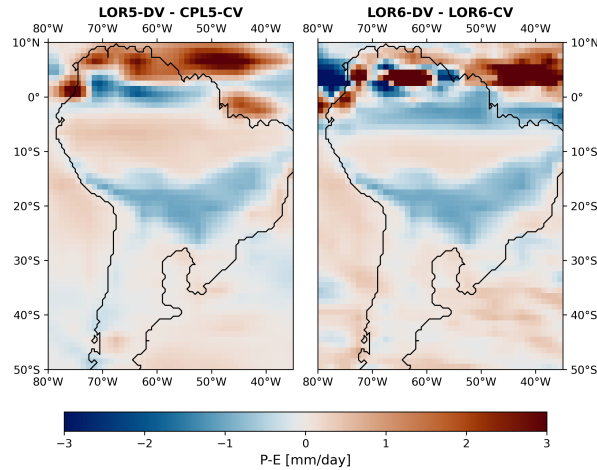 LOR5-DV - CPL5-CV
LOR6-DV - LOR6-CV
80°W 70°W 60°W 50°W 40°W
80°W 70°W 60°W 50°W 40°W
10°N
10°N
0°
0°
10°S
10°S
20°S
20°S
30°S
30°S
40°S
40°S
50°S
50°S
80°W 70°W 60°W 50°W 40°W
80°W 70°W 60°W 50°W 40°W
−3 −2 −1 0 1 2 3
P-E [mm/day]